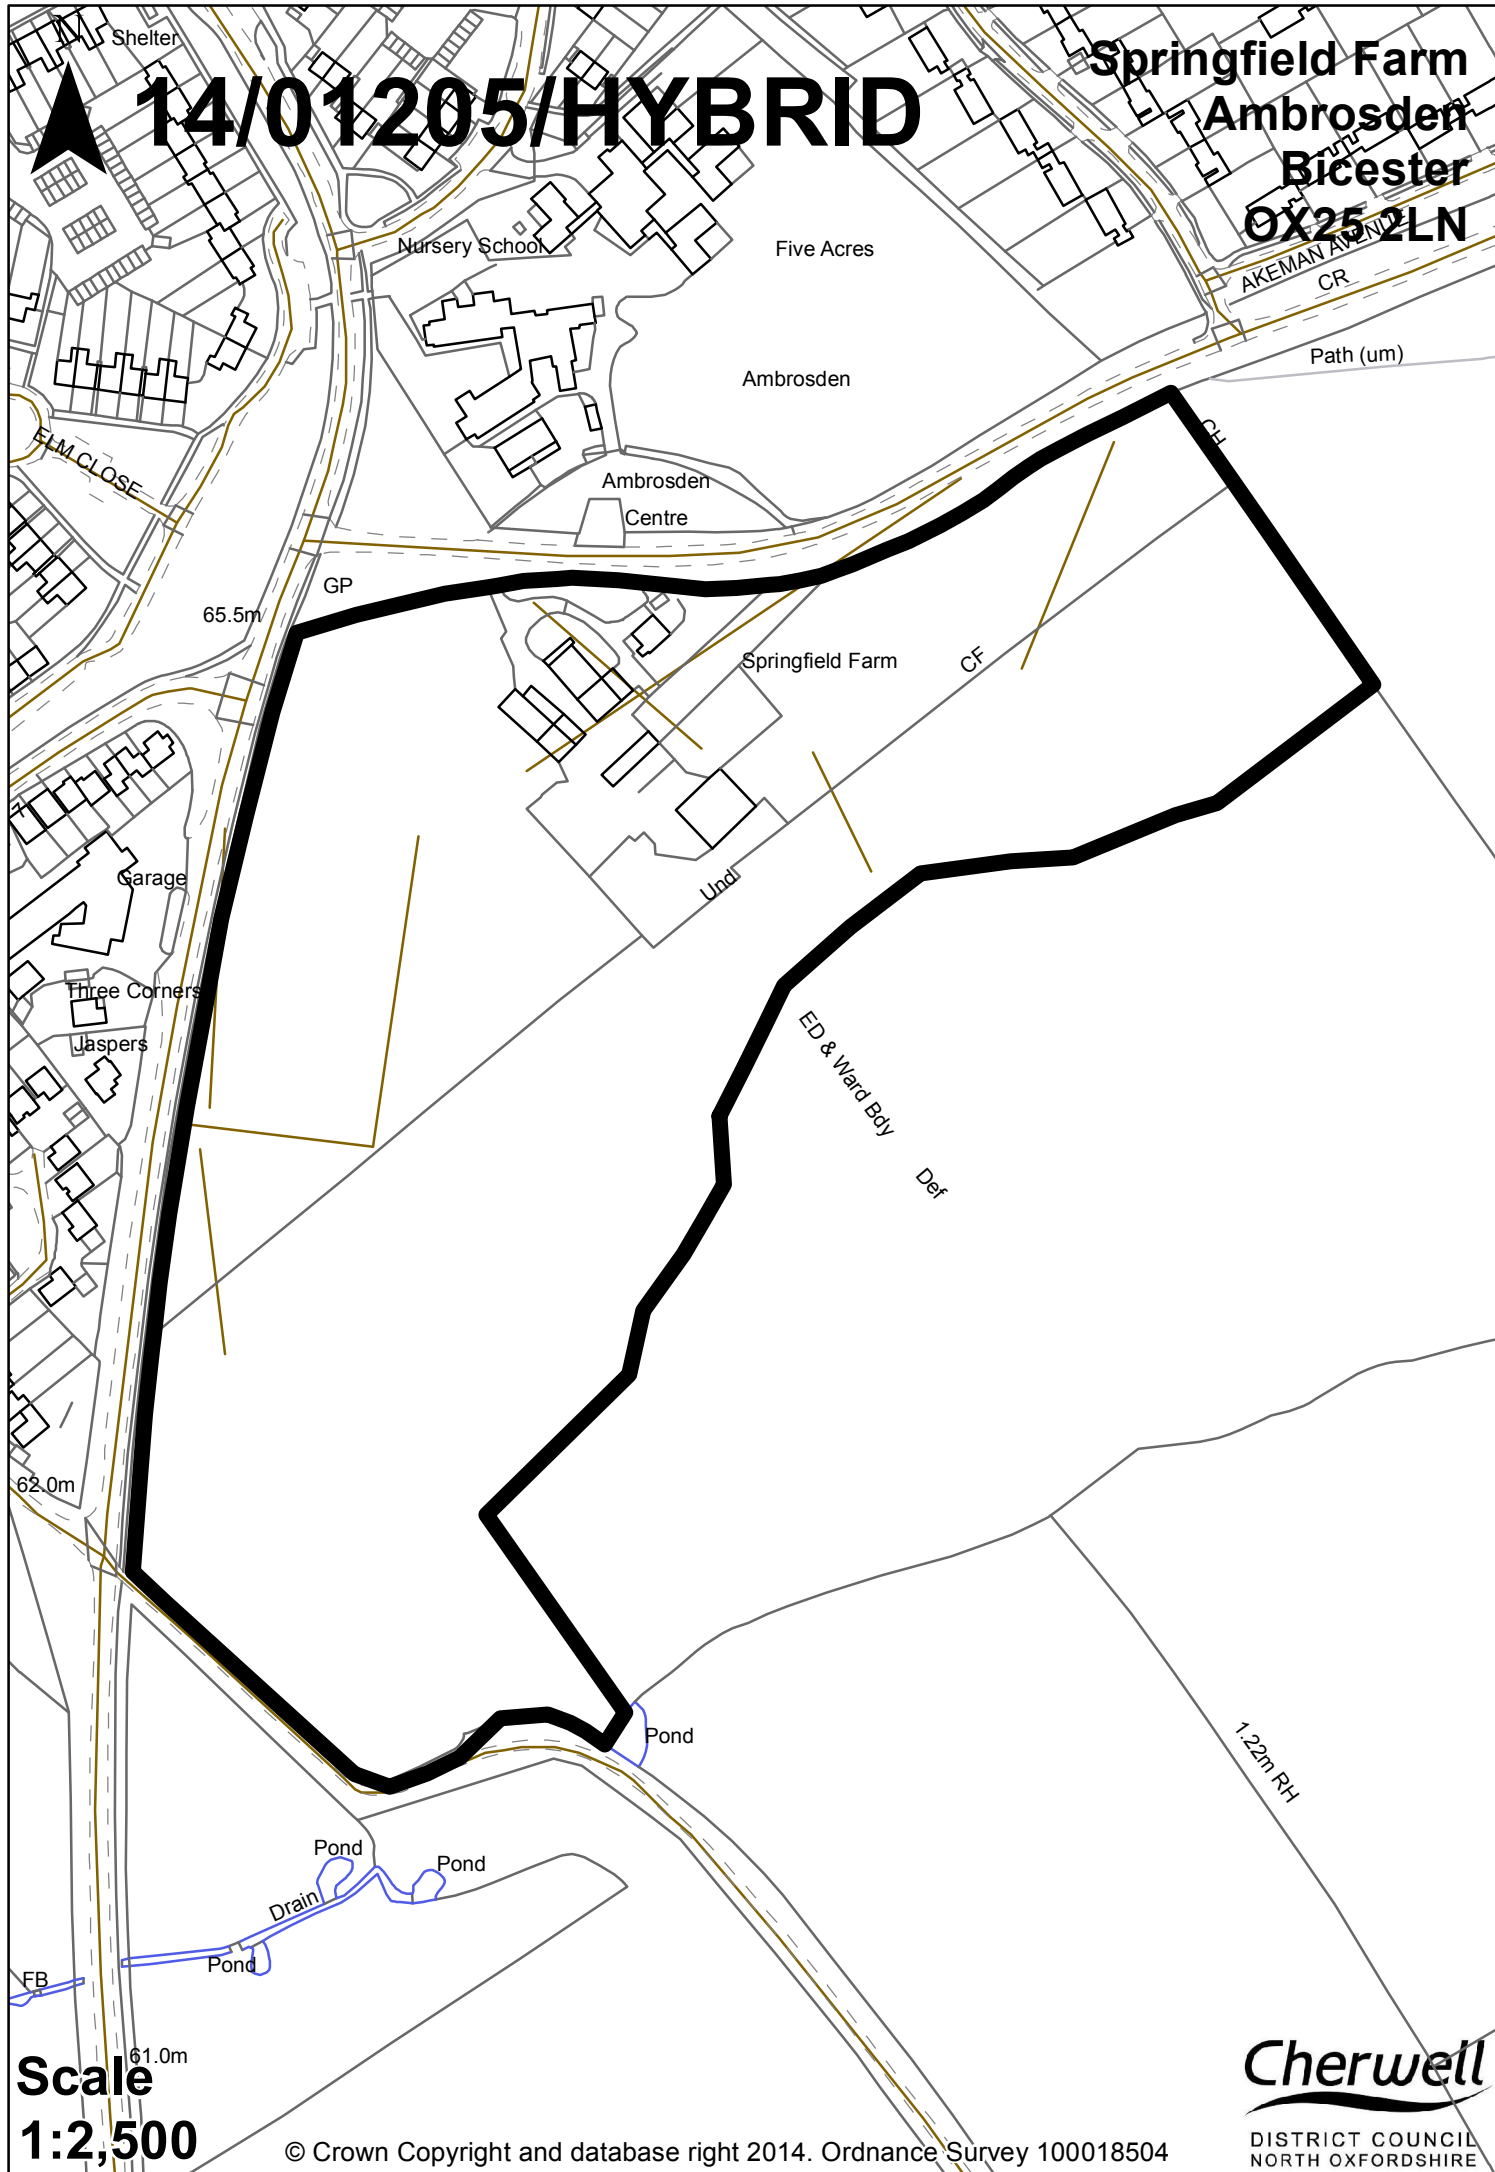 N
Shelter
14/01205/HYBRID
Springfield Farm
Ambrosden
Bicester
OX25 2LN
Nursery School
Five Acres
AKEMAN AVENUE
CR
Path (um)
Ambrosden
CH
ELM CLOSE
Ambrosden
Centre
GP
65.5m
Springfield Farm
CF
Garage
Und
Three Corners
Jaspers
ED & Ward Bdy
Def
62.0m
Pond
1.22m RH
Pond
Pond
Drain
Pond
FB
61.0m
Scale
1:2,500
© Crown Copyright and database right 2014. Ordnance Survey 100018504
Cherwell
DISTRICT COUNCIL
NORTH OXFORDSHIRE